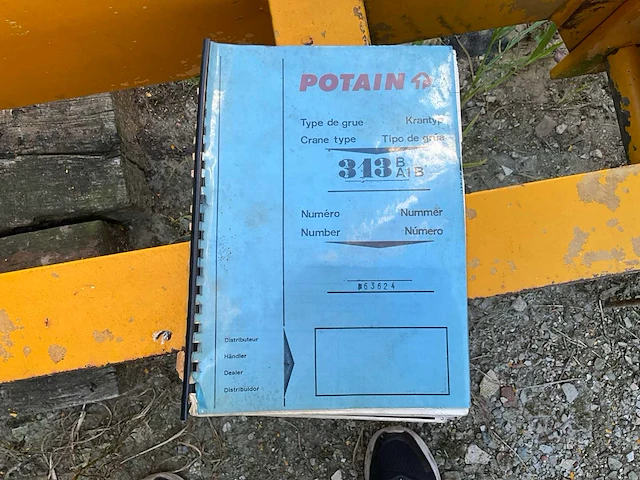 POTAIN
Type de grue Krantyp
Crane type Tipo de grúa
313 B
A1B
Numéro Nummer
Number Número
63624
Distributeur
Händler
Dealer
Distribuidor